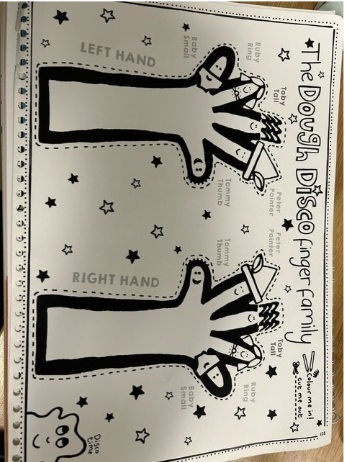 The Dough Disco finger family
Colour me in!
cut me out
LEFT HAND
Baby
Small
Ruby
Ring
Toby
Tall
Peter
Pointer
Tommy
Thumb
RIGHT HAND
Tommy
Thumb
Peter
Pointer
Toby
Tall
Ruby
Ring
Baby
Small
Disco